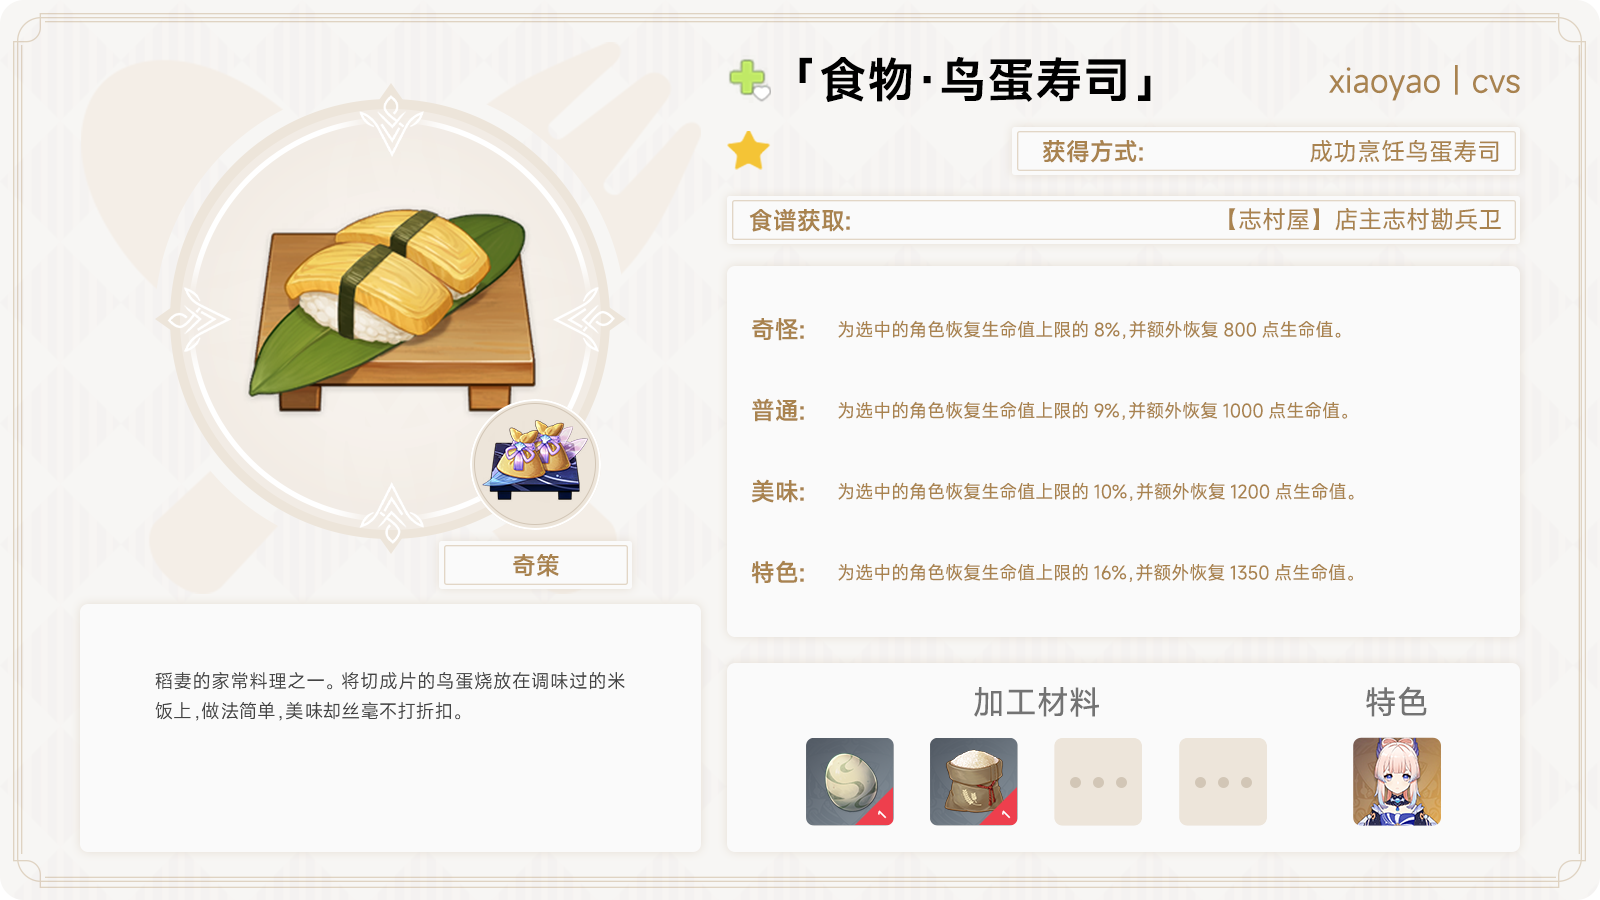 「食物·鸟蛋寿司」
xiaoyao | cvs
获得方式: 成功烹饪鸟蛋寿司
食谱获取: 【志村屋】店主志村勘兵卫
奇怪: 为选中的角色恢复生命值上限的 8%,并额外恢复 800 点生命值。
普通: 为选中的角色恢复生命值上限的 9%,并额外恢复 1000 点生命值。
美味: 为选中的角色恢复生命值上限的 10%,并额外恢复 1200 点生命值。
特色: 为选中的角色恢复生命值上限的 16%,并额外恢复 1350 点生命值。
奇策
稻妻的家常料理之一。将切成片的鸟蛋烧放在调味过的米
饭上,做法简单,美味却丝毫不打折扣。
加工材料
特色
1
1